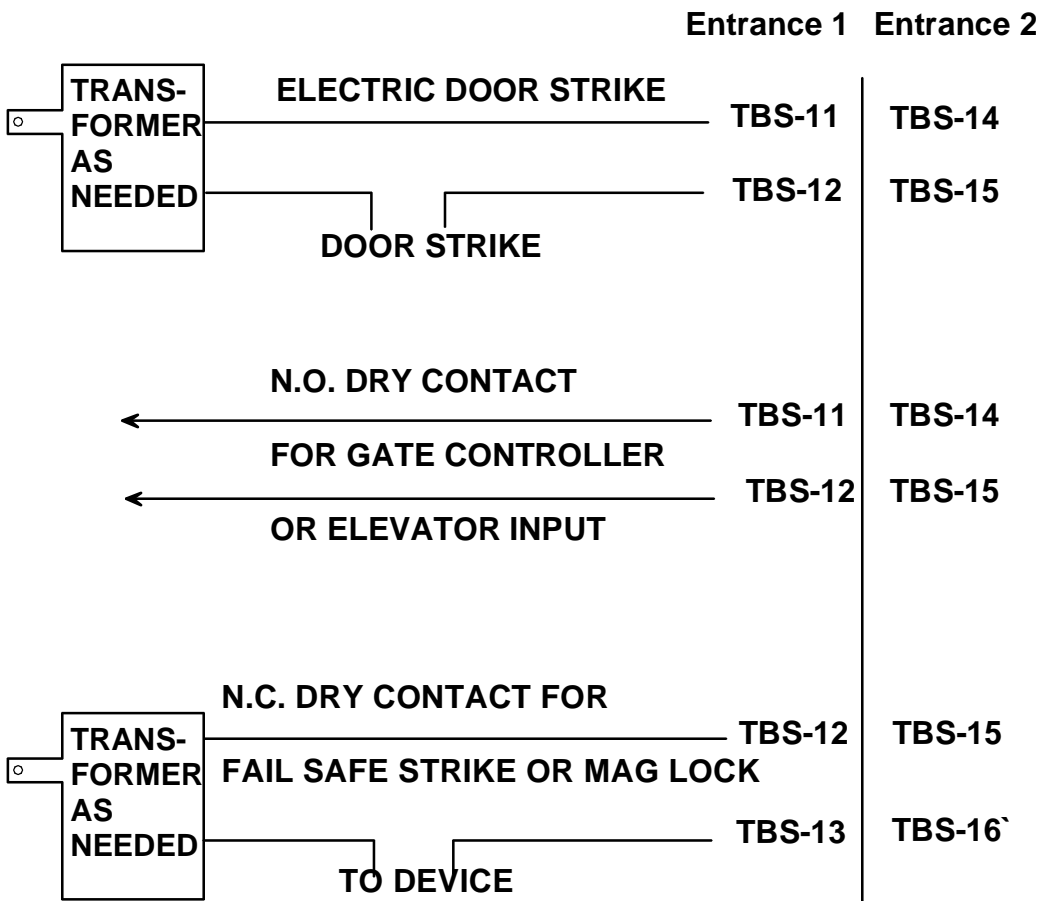 Entrance 1 Entrance 2
TRANS-
FORMER
AS
NEEDED
ELECTRIC DOOR STRIKE
TBS-11 TBS-14
TBS-12 TBS-15
DOOR STRIKE
N.O. DRY CONTACT
TBS-11 TBS-14
FOR GATE CONTROLLER
TBS-12 TBS-15
OR ELEVATOR INPUT
N.C. DRY CONTACT FOR
TRANS-
FORMER
AS
NEEDED
TBS-12 TBS-15
FAIL SAFE STRIKE OR MAG LOCK
TBS-13 TBS-16`
TO DEVICE